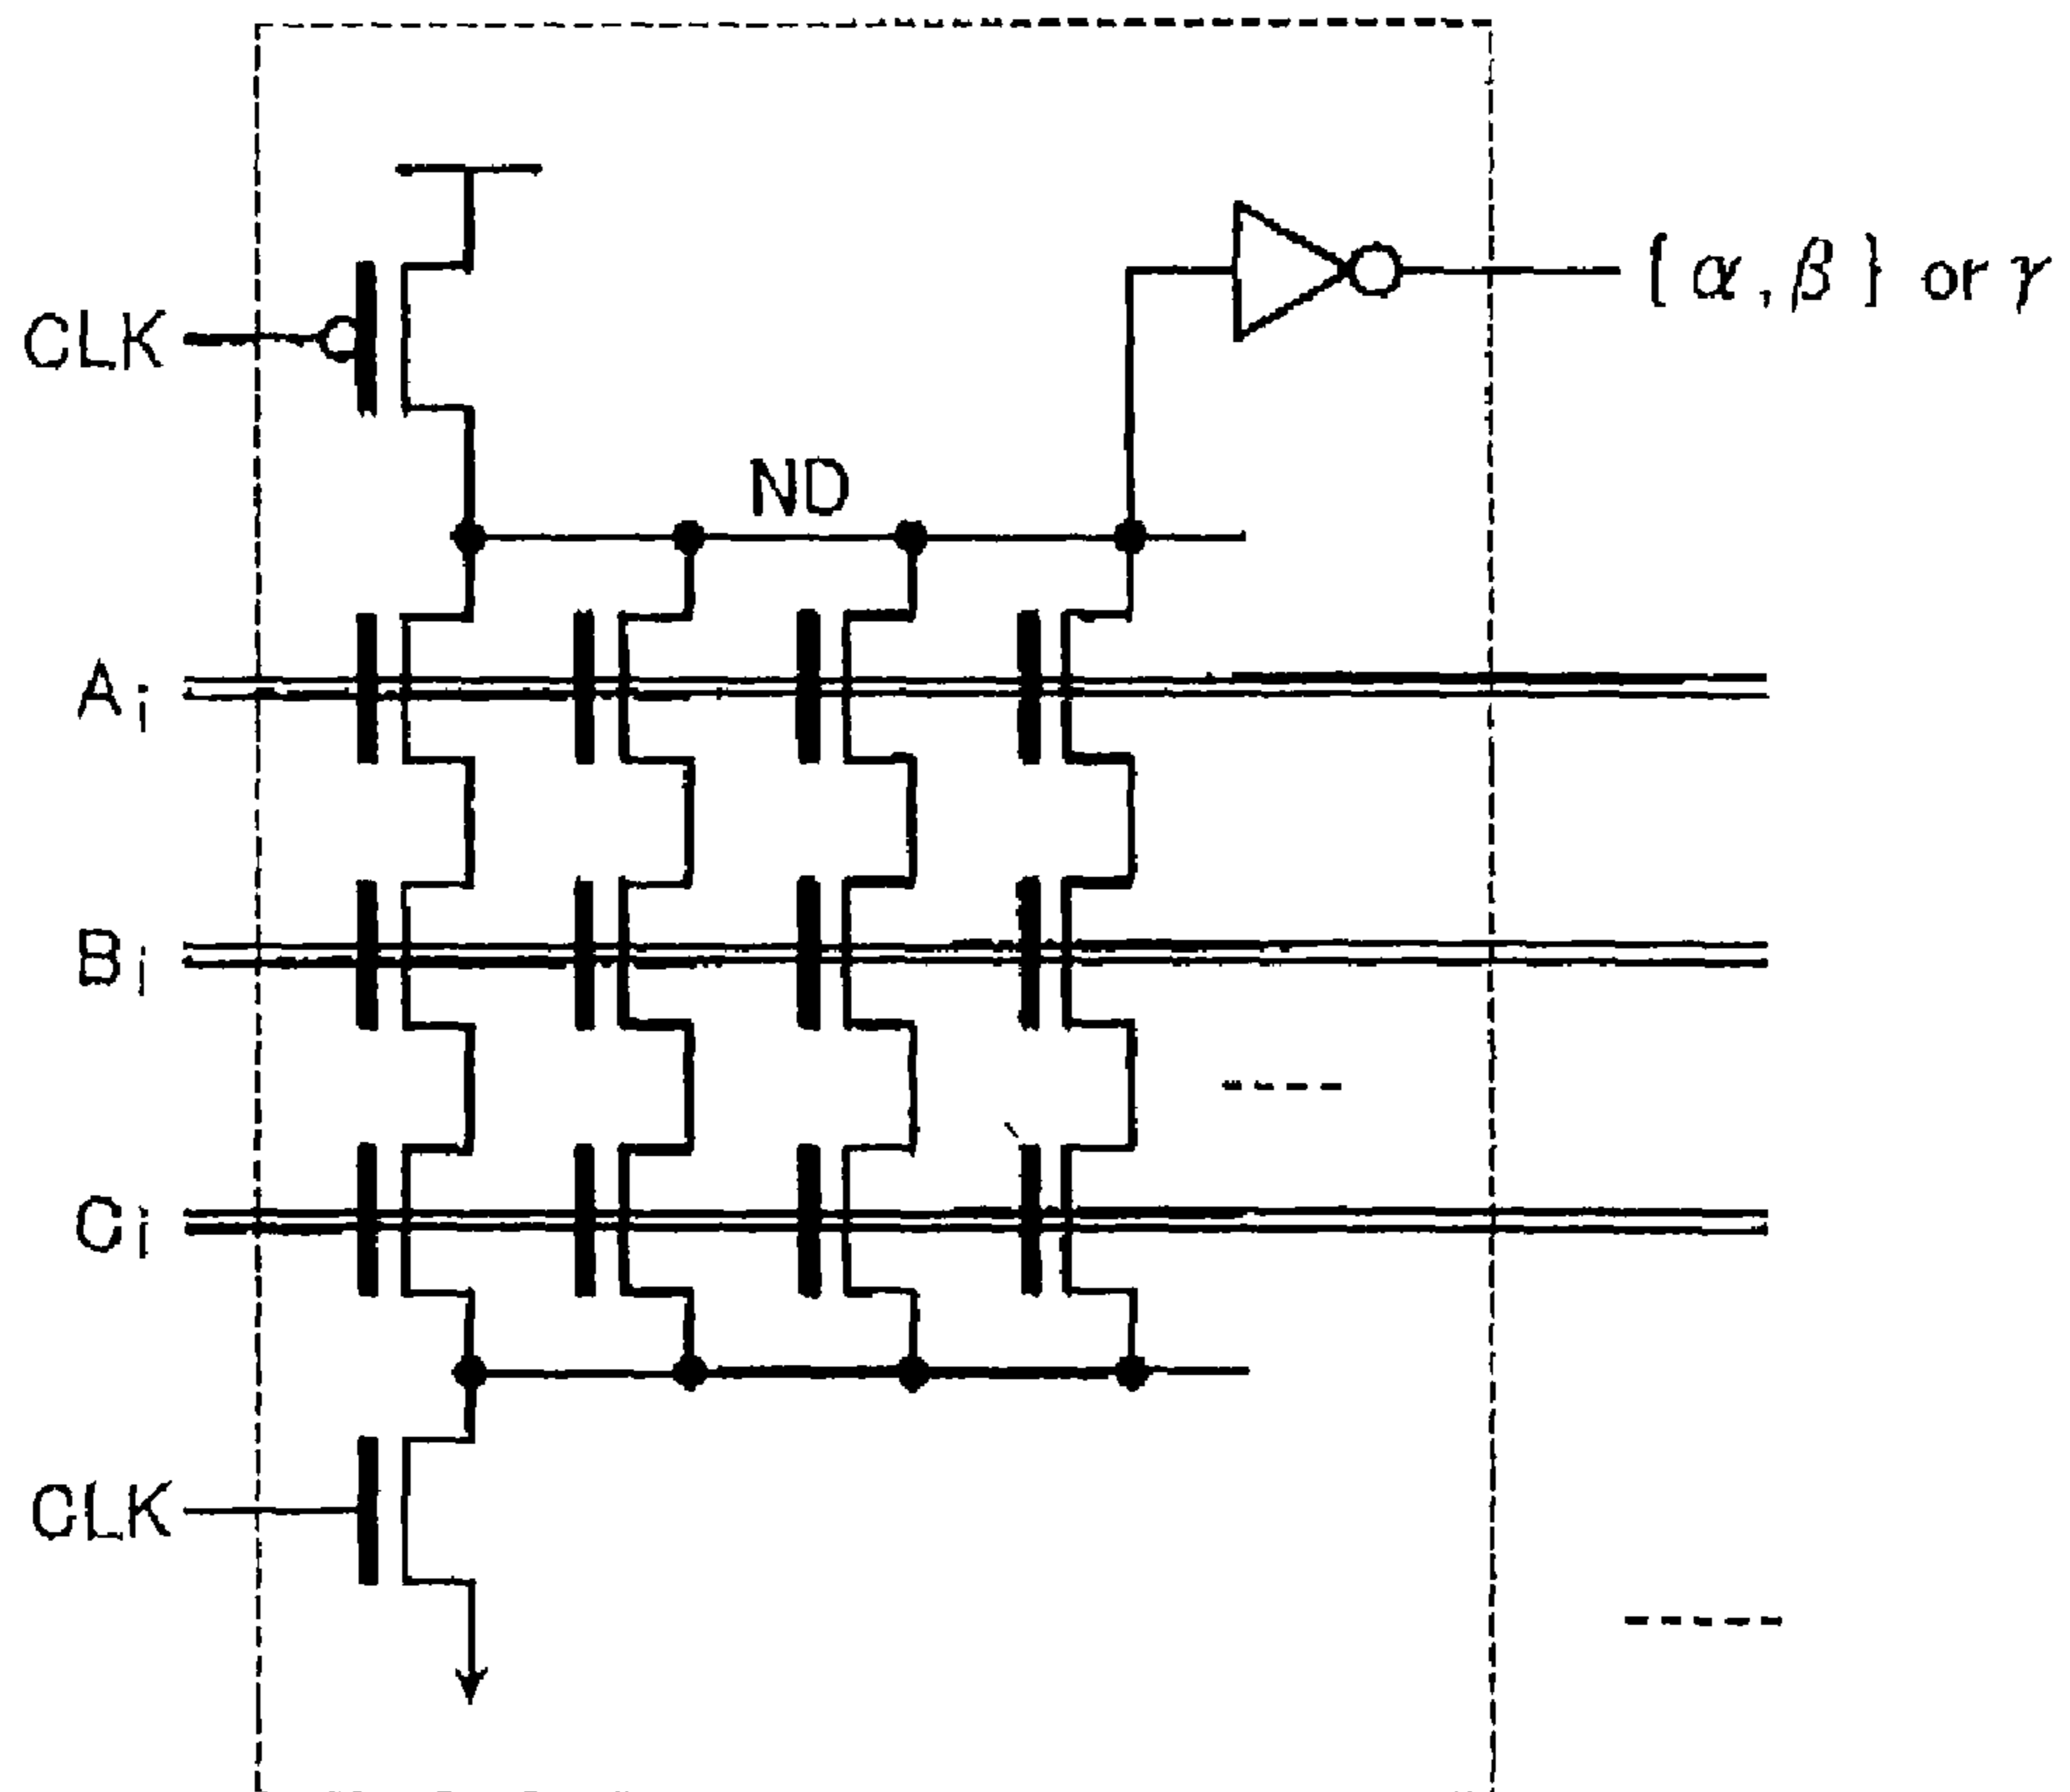 {α,β} or γ
CLK
ND
Ai
Bi
Ci
CLK